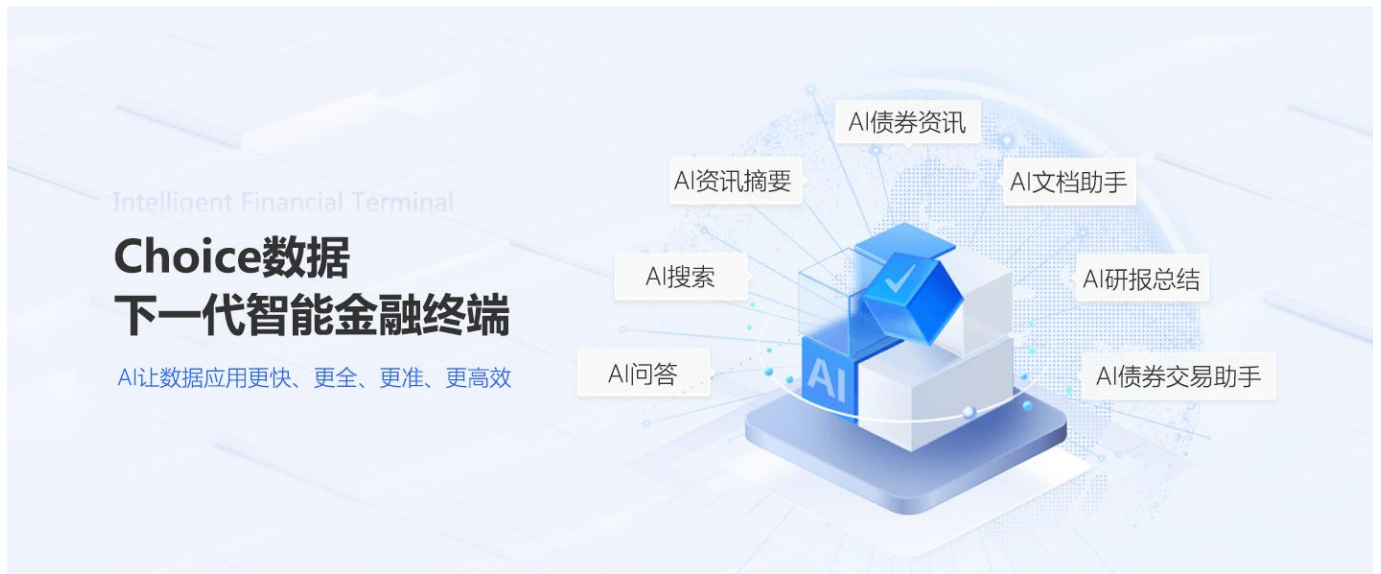 Intelligent Financial Terminal
Choice数据
下一代智能金融终端
AI让数据应用更快、更全、更准、更高效
AI债券资讯
AI资讯摘要
AI文档助手
AI搜索
AI研报总结
AI问答
AI债券交易助手
AI